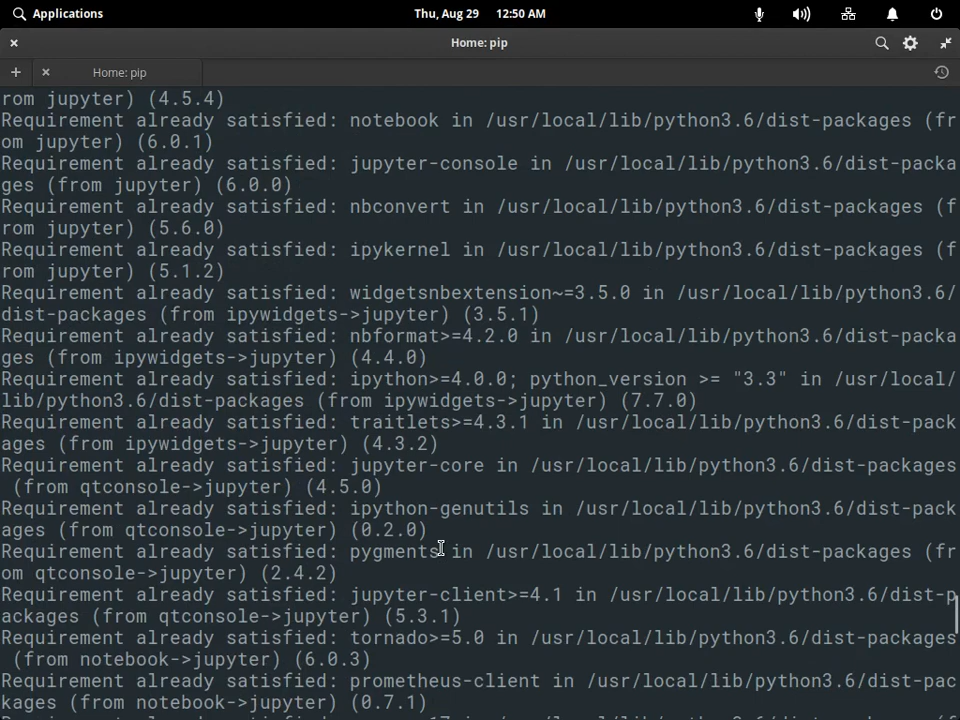 Applications
Thu, Aug 29 12:50 AM
Home: pip
Home: pip
rom jupyter) (4.5.4)
Requirement already satisfied: notebook in /usr/local/lib/python3.6/dist-packages (fr
om jupyter) (6.0.1)
Requirement already satisfied: jupyter-console in /usr/local/lib/python3.6/dist-packa
ges (from jupyter) (6.0.0)
Requirement already satisfied: nbconvert in /usr/local/lib/python3.6/dist-packages (f
rom jupyter) (5.6.0)
Requirement already satisfied: ipykernel in /usr/local/lib/python3.6/dist-packages (f
rom jupyter) (5.1.2)
Requirement already satisfied: widgetsnbextension~=3.5.0 in /usr/local/lib/python3.6/
dist-packages (from ipywidgets->jupyter) (3.5.1)
Requirement already satisfied: nbformat>=4.2.0 in /usr/local/lib/python3.6/dist-packa
ges (from ipywidgets->jupyter) (4.4.0)
Requirement already satisfied: ipython>=4.0.0; python_version >= "3.3" in /usr/local/
lib/python3.6/dist-packages (from ipywidgets->jupyter) (7.7.0)
Requirement already satisfied: traitlets>=4.3.1 in /usr/local/lib/python3.6/dist-pack
ages (from ipywidgets->jupyter) (4.3.2)
Requirement already satisfied: jupyter-core in /usr/local/lib/python3.6/dist-packages
(from qtconsole->jupyter) (4.5.0)
Requirement already satisfied: ipython-genutils in /usr/local/lib/python3.6/dist-pack
ages (from qtconsole->jupyter) (0.2.0)
Requirement already satisfied: pygments in /usr/local/lib/python3.6/dist-packages (fr
om qtconsole->jupyter) (2.4.2)
Requirement already satisfied: jupyter-client>=4.1 in /usr/local/lib/python3.6/dist-p
ackages (from qtconsole->jupyter) (5.3.1)
Requirement already satisfied: tornado>=5.0 in /usr/local/lib/python3.6/dist-packages
(from notebook->jupyter) (6.0.3)
Requirement already satisfied: prometheus-client in /usr/local/lib/python3.6/dist-pac
kages (from notebook->jupyter) (0.7.1)